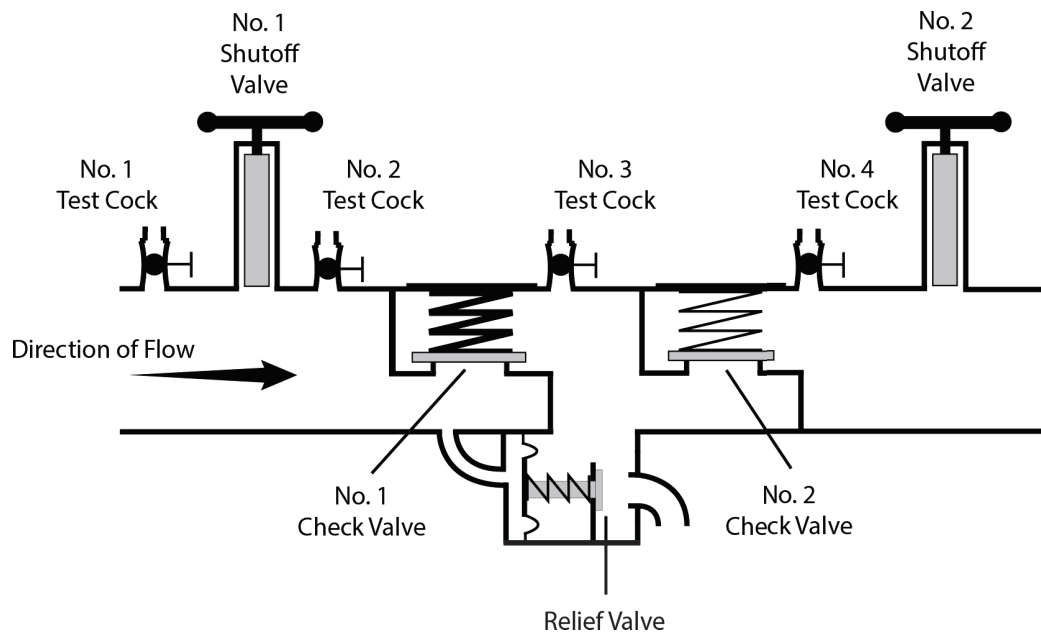 No. 1
Shutoff
Valve
No. 2
Shutoff
Valve
No. 1
Test Cock
No. 2
Test Cock
No. 3
Test Cock
No. 4
Test Cock
Direction of Flow
No. 1
Check Valve
No. 2
Check Valve
Relief Valve